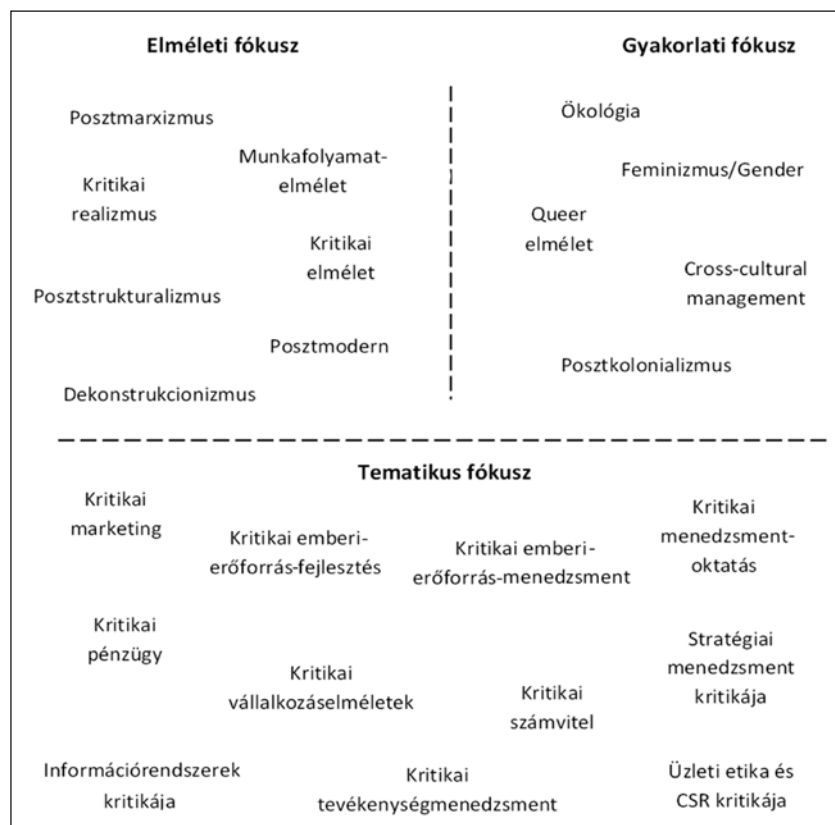 Elméleti fókusz
Posztmarxizmus
Munkafolyamat-
elmélet
Kritikai
realizmus
Kritikai
elmélet
Posztstrukturalizmus
Posztmodern
Dekonstrukcionizmus
Gyakorlati fókusz
Ökológia
Feminizmus/Gender
Queer
elmélet
Cross-cultural
management
Posztkolonializmus
Tematikus fókusz
Kritikai
marketing
Kritikai emberi-
erőforrás-fejlesztés
Kritikai emberi-
erőforrás-menedzsment
Kritikai
menedzsment-
oktatás
Kritikai
pénzügy
Kritikai
vállalkozáselméletek
Kritikai
számvitel
Stratégiai
menedzsment
kritikája
Információrendszerek
kritikája
Kritikai
tevékenységmenedzsment
Üzleti etika és
CSR kritikája